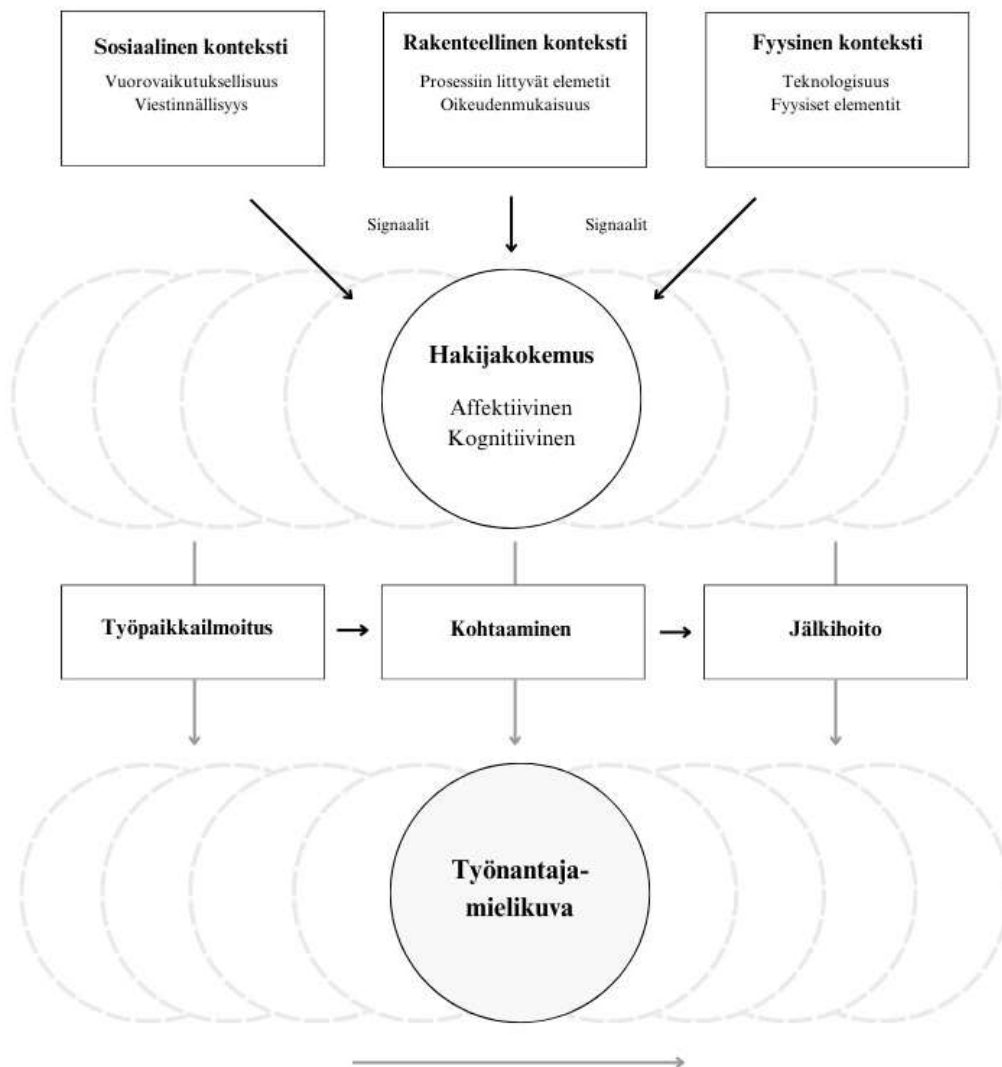 Sosiaalinen konteksti
Vuorovaikutuksellisuus
Viestinnällisyys
Rakenteellinen konteksti
Prosessiin littyvät elemetit
Oikeudenmukaisuus
Fyysinen konteksti
Teknologisuus
Fyysiset elementit
Signaalit
Signaalit
Hakijakokemus
Affektiivinen
Kognitiivinen
Työpaikkailmoitus
Kohtaaminen
Jälkihoito
Työnantaja-
mielikuva